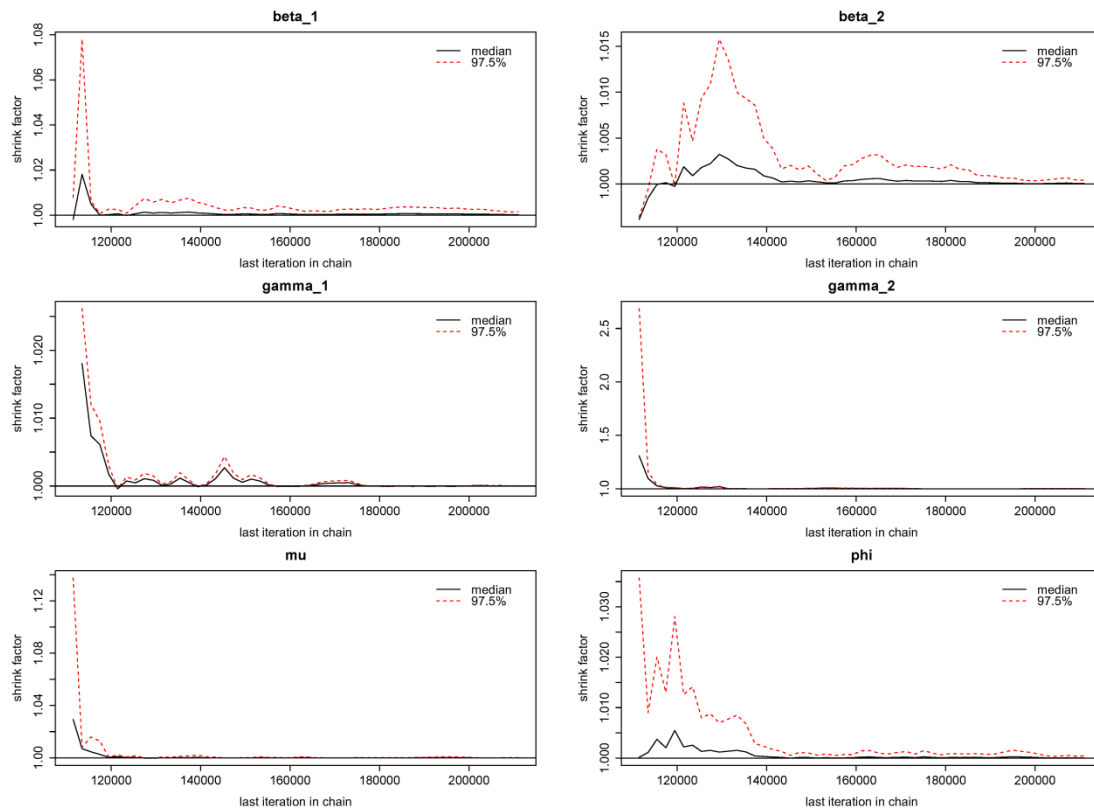 beta_1
shrink factor
1.00 1.02 1.04 1.06 1.08
median
97.5%
120000 140000 160000 180000 200000
last iteration in chain
beta_2
shrink factor
1.000 1.005 1.010 1.015
median
97.5%
120000 140000 160000 180000 200000
last iteration in chain
gamma_1
shrink factor
1.000 1.010 1.020
median
97.5%
120000 140000 160000 180000 200000
last iteration in chain
gamma_2
shrink factor
1.0 1.5 2.0 2.5
median
97.5%
120000 140000 160000 180000 200000
last iteration in chain
mu
shrink factor
1.00 1.04 1.08 1.12
median
97.5%
120000 140000 160000 180000 200000
last iteration in chain
phi
shrink factor
1.000 1.010 1.020 1.030
median
97.5%
120000 140000 160000 180000 200000
last iteration in chain